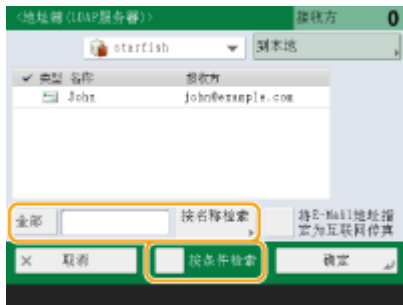 <地址簿(LDAP服务器)> 接收方 0
starfish 到本地
类型 名称 接收方
John john@example.com
全部 按名称检索 将E-Mail地址指
定为互联网传真
取消 按条件检索 确定